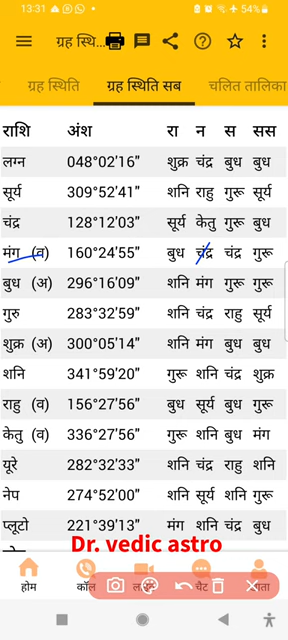 13:31 54%
ग्रह स्थि...
ग्रह स्थिति ग्रह स्थिति सब चलित तालिका
राशि अंश रा न स सस
लग्न 048°02'16" शुक्र चंद्र बुध बुध
सूर्य 309°52'41" शनि राहु गुरू सूर्य
चंद्र 128°12'03" सूर्य केतु गुरू बुध
मंग (व) 160°24'55" बुध चंद्र चंद्र गुरू
बुध (अ) 296°16'09" शनि मंग गुरू गुरू
गुरु 283°32'59" शनि चंद्र राहु सूर्य
शुक्र (अ) 300°05'14" शनि मंग बुध बुध
शनि 341°59'20" गुरू शनि चंद्र शुक्र
राहु (व) 156°27'56" बुध सूर्य बुध गुरू
केतु (व) 336°27'56" गुरू शनि बुध मंग
यूरे 282°32'33" शनि चंद्र राहु शनि
नेप 274°52'00" शनि सूर्य शनि गुरू
प्लूटो 221°39'13" मंग शनि चंद्र बुध
Dr. vedic astro
होम कॉल चैट